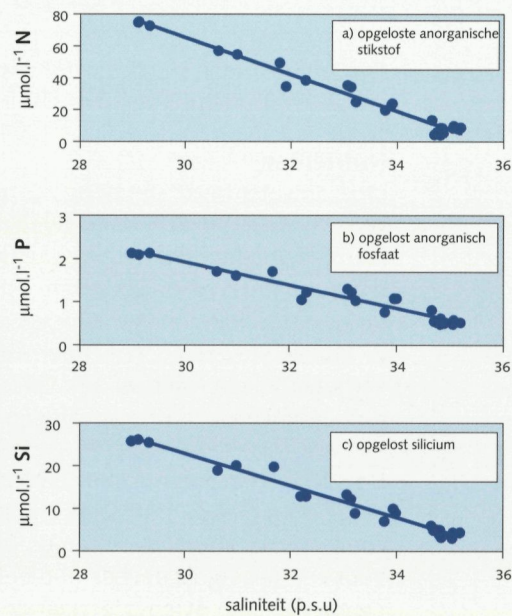 80
60
40
20
0
µmol.l⁻¹ N
a) opgeloste anorganische
stikstof
28 30 32 34 36
3
2
1
0
µmol.l⁻¹ P
b) opgelost anorganisch
fosfaat
28 30 32 34 36
30
20
10
0
µmol.l⁻¹ Si
c) opgelost silicium
28 30 32 34 36
saliniteit (p.s.u)